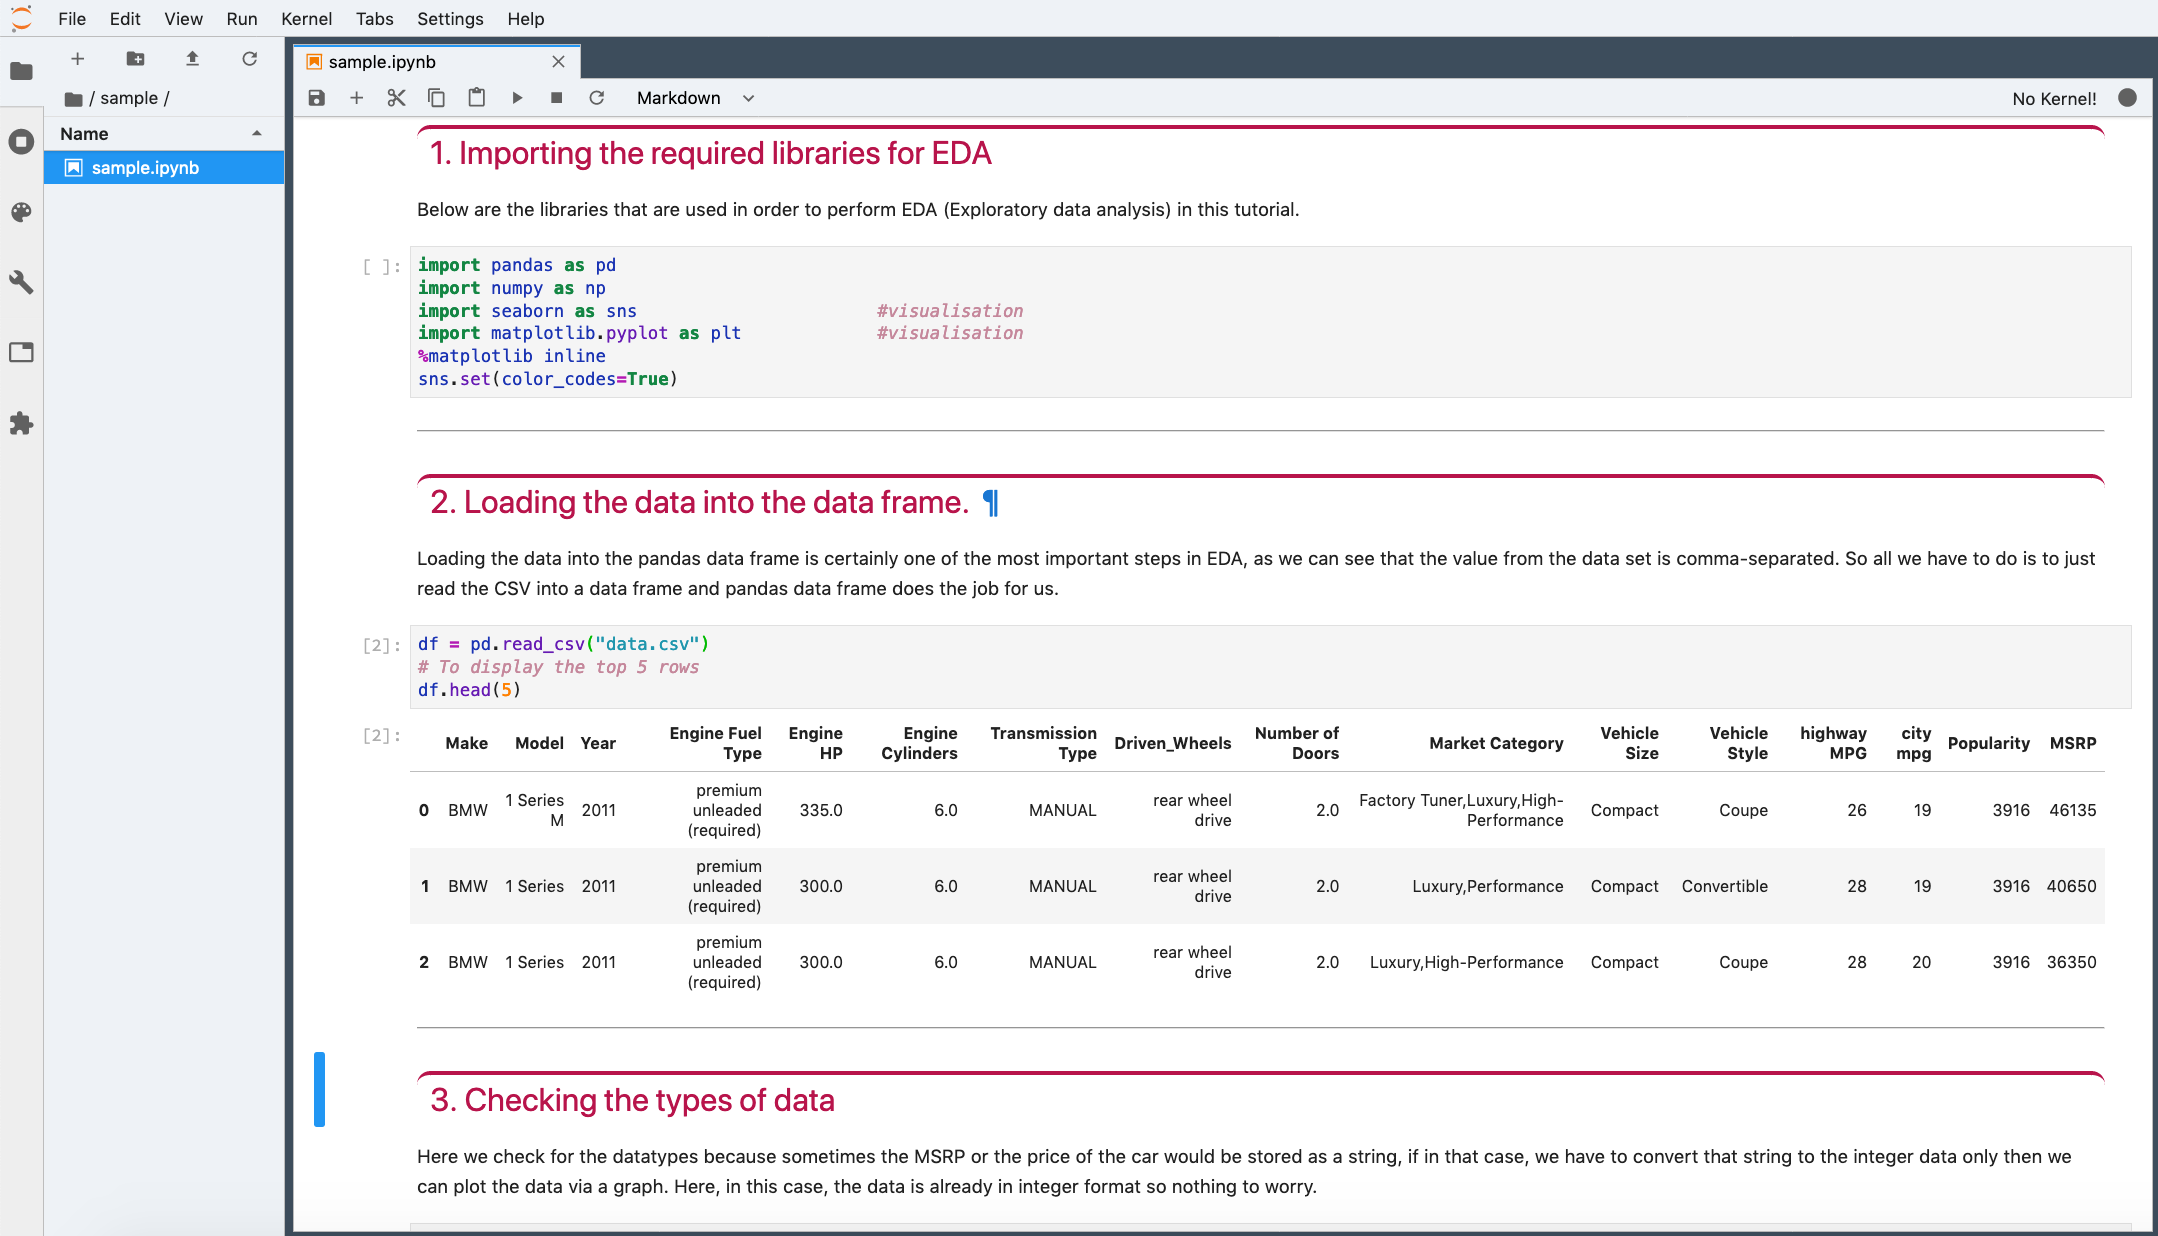 File Edit View Run Kernel Tabs Settings Help
/ sample /
Name
sample.ipynb
sample.ipynb
Markdown
No Kernel!
1. Importing the required libraries for EDA
Below are the libraries that are used in order to perform EDA (Exploratory data analysis) in this tutorial.
[ ]:
import pandas as pd
import numpy as np
import seaborn as sns #visualisation
import matplotlib.pyplot as plt #visualisation
%matplotlib inline
sns.set(color_codes=True)
2. Loading the data into the data frame. ¶
Loading the data into the pandas data frame is certainly one of the most important steps in EDA, as we can see that the value from the data set is comma-separated. So all we have to do is to just
read the CSV into a data frame and pandas data frame does the job for us.
[2]:
df = pd.read_csv("data.csv")
# To display the top 5 rows
df.head(5)
[2]:
Make Model Year Engine Fuel Type Engine HP Engine Cylinders Transmission Type Driven_Wheels Number of Doors Market Category Vehicle Size Vehicle Style highway MPG city mpg Popularity MSRP
0 BMW 1 Series M 2011 premium unleaded (required) 335.0 6.0 MANUAL rear wheel drive 2.0 Factory Tuner,Luxury,High-Performance Compact Coupe 26 19 3916 46135
1 BMW 1 Series 2011 premium unleaded (required) 300.0 6.0 MANUAL rear wheel drive 2.0 Luxury,Performance Compact Convertible 28 19 3916 40650
2 BMW 1 Series 2011 premium unleaded (required) 300.0 6.0 MANUAL rear wheel drive 2.0 Luxury,High-Performance Compact Coupe 28 20 3916 36350
3. Checking the types of data
Here we check for the datatypes because sometimes the MSRP or the price of the car would be stored as a string, if in that case, we have to convert that string to the integer data only then we
can plot the data via a graph. Here, in this case, the data is already in integer format so nothing to worry.